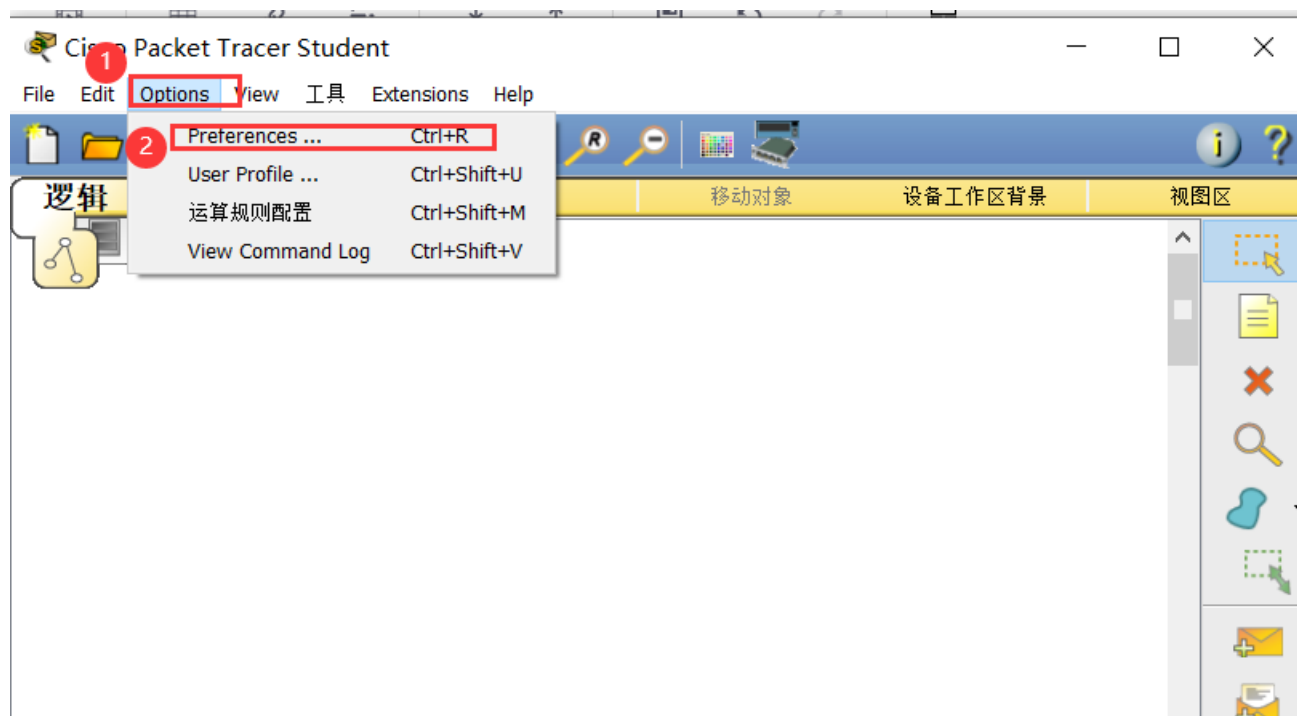 Cisco Packet Tracer Student
1
File Edit Options View 工具 Extensions Help
2 Preferences ... Ctrl+R
User Profile ... Ctrl+Shift+U
运算规则配置 Ctrl+Shift+M
View Command Log Ctrl+Shift+V
R
i ?
逻辑 移动对象 设备工作区背景 视图区